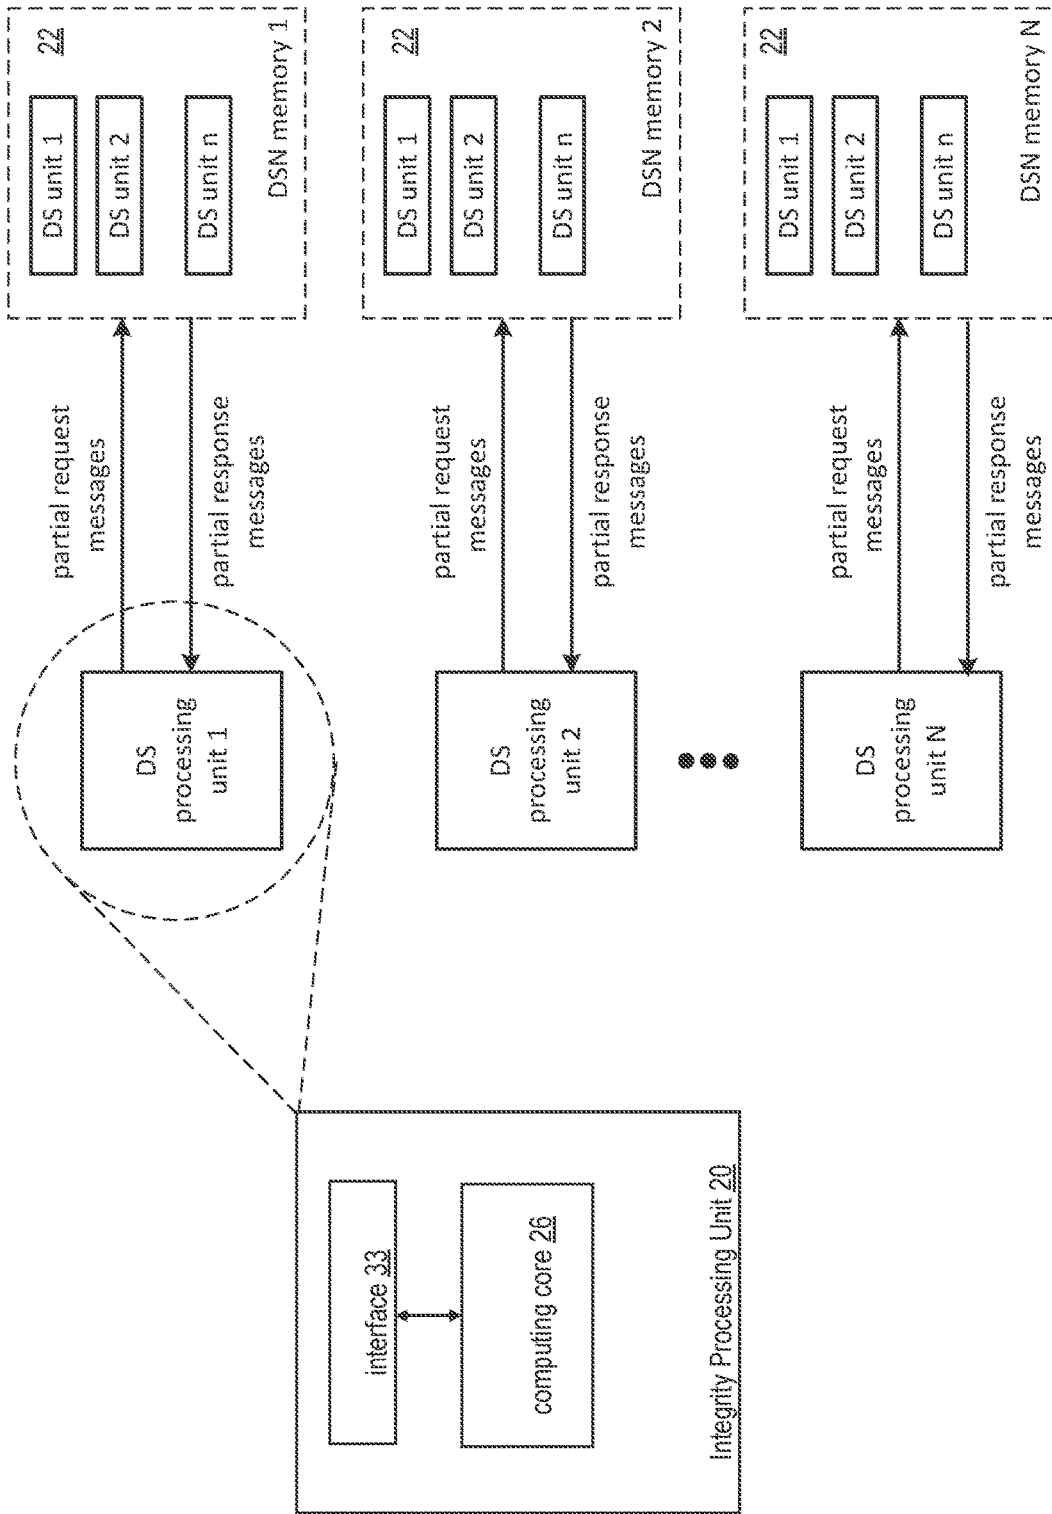 22
DS unit 1
DS unit 2
DS unit n
DSN memory 1
partial request
messages
partial response
messages
DS
processing
unit 1
22
DS unit 1
DS unit 2
DS unit n
DSN memory 2
partial request
messages
partial response
messages
DS
processing
unit 2
22
DS unit 1
DS unit 2
DS unit n
DSN memory N
partial request
messages
partial response
messages
DS
processing
unit N
interface 33
computing core 26
Integrity Processing Unit 20